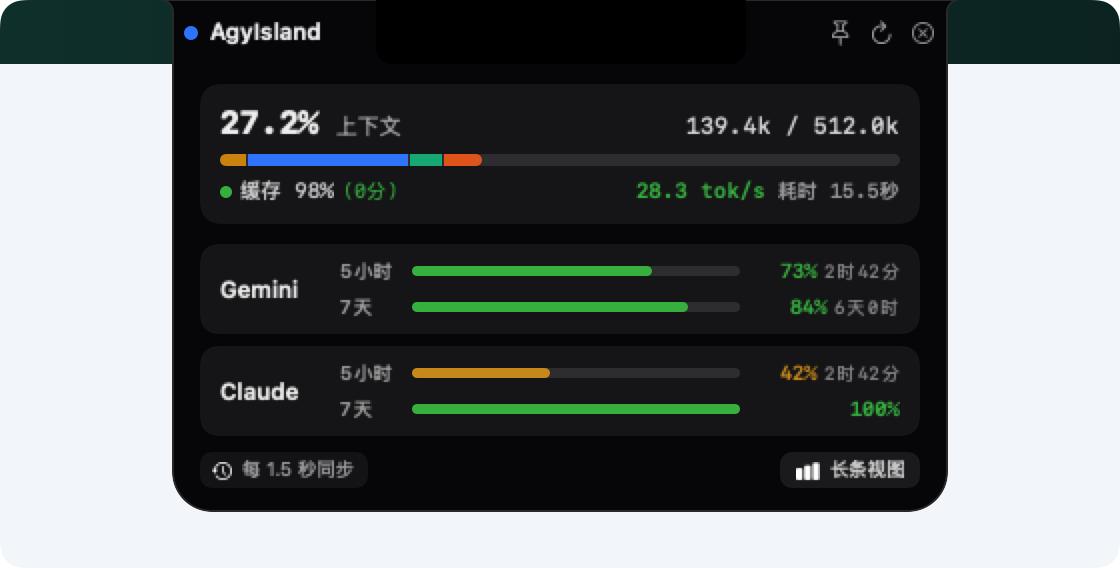 AgyIsland
27.2% 上下文 139.4k / 512.0k
缓存 98% (0分) 28.3 tok/s 耗时 15.5秒
Gemini
5小时 73% 2时42分
7天 84% 6天0时
Claude
5小时 42% 2时42分
7天 100%
每 1.5 秒同步 长条视图